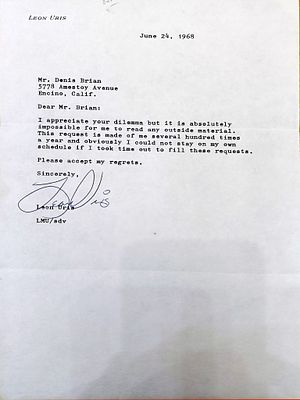 LEON URIS
June 24, 1968
Mr. Denis Brian
5778 Amestoy Avenue
Encino, Calif.
Dear Mr. Brian:
I appreciate your dilemma but it is absolutely
impossible for me to read any outside material.
This request is made of me several hundred times
a year and obviously I could not stay on my own
schedule if I took time out to fill these requests.
Please accept my regrets.
Sincerely,
Leon Uris
Leon Uris
LMU/sdv